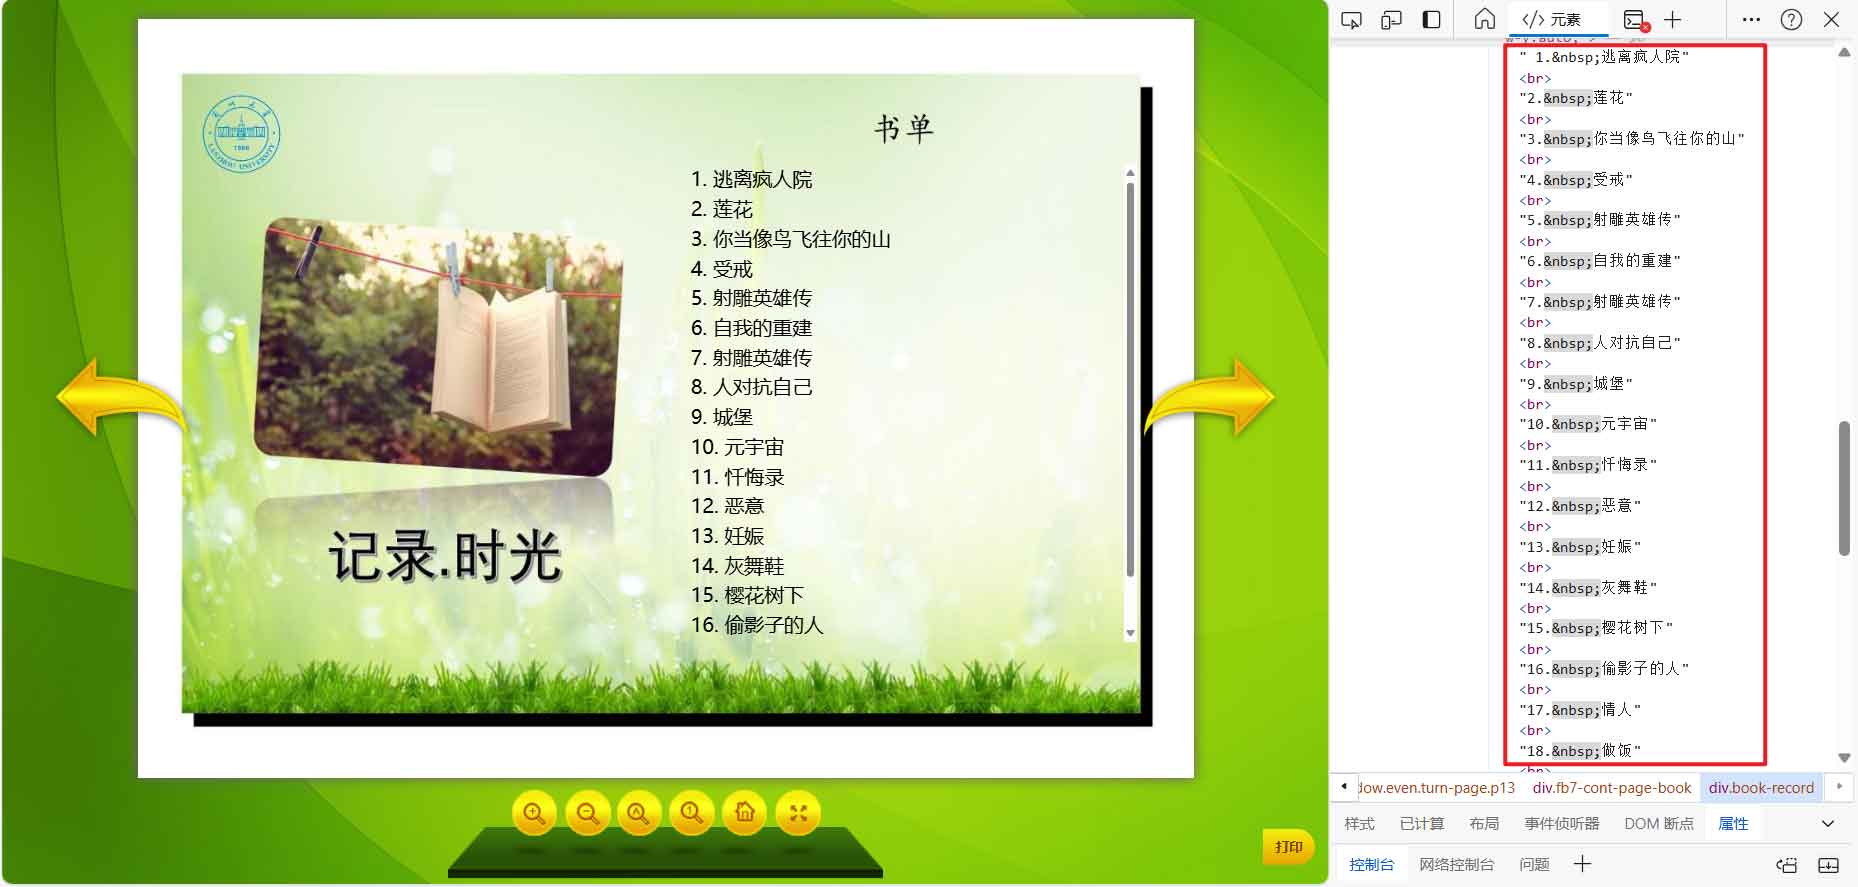 兰州大学
1909
LANZHOU UNIVERSITY
书单
1. 逃离疯人院
2. 莲花
3. 你当像鸟飞往你的山
4. 受戒
5. 射雕英雄传
6. 自我的重建
7. 射雕英雄传
8. 人对抗自己
9. 城堡
10. 元宇宙
11. 忏悔录
12. 恶意
13. 妊娠
14. 灰舞鞋
15. 樱花树下
16. 偷影子的人
记录.时光
打印
</> 元素
" 1.&nbsp;逃离疯人院"
<br>
"2.&nbsp;莲花"
<br>
"3.&nbsp;你当像鸟飞往你的山"
<br>
"4.&nbsp;受戒"
<br>
"5.&nbsp;射雕英雄传"
<br>
"6.&nbsp;自我的重建"
<br>
"7.&nbsp;射雕英雄传"
<br>
"8.&nbsp;人对抗自己"
<br>
"9.&nbsp;城堡"
<br>
"10.&nbsp;元宇宙"
<br>
"11.&nbsp;忏悔录"
<br>
"12.&nbsp;恶意"
<br>
"13.&nbsp;妊娠"
<br>
"14.&nbsp;灰舞鞋"
<br>
"15.&nbsp;樱花树下"
<br>
"16.&nbsp;偷影子的人"
<br>
"17.&nbsp;情人"
<br>
"18.&nbsp;做饭"
dow.even.turn-page.p13 div.fb7-cont-page-book div.book-record
样式 已计算 布局 事件侦听器 DOM 断点 属性
控制台 网络控制台 问题